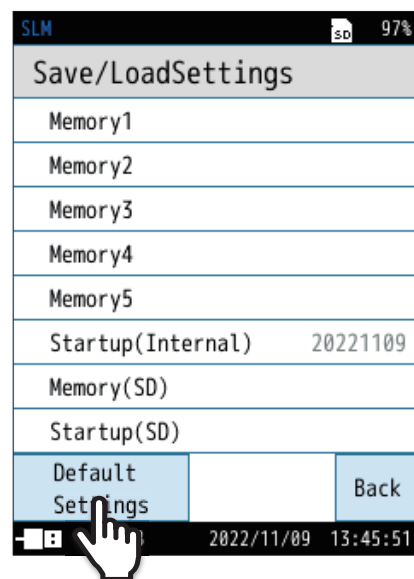 SLM SD 97%
Save/LoadSettings
Memory1
Memory2
Memory3
Memory4
Memory5
Startup(Internal) 20221109
Memory(SD)
Startup(SD)
Default
Settings
Back
2022/11/09 13:45:51